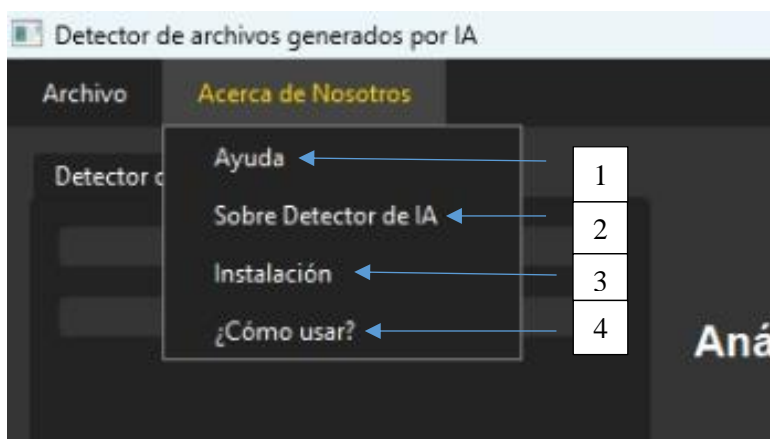 Detector de archivos generados por IA
Archivo Acerca de Nosotros
Ayuda 1
Detector
Sobre Detector de IA 2
Instalación 3
¿Cómo usar? 4
Aná